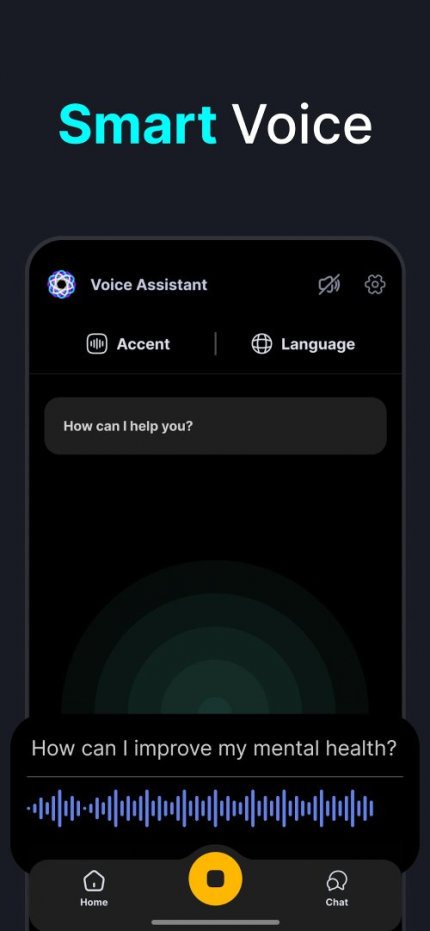 Smart Voice
Voice Assistant
Accent
Language
How can I help you?
How can I improve my mental health?
Home
Chat